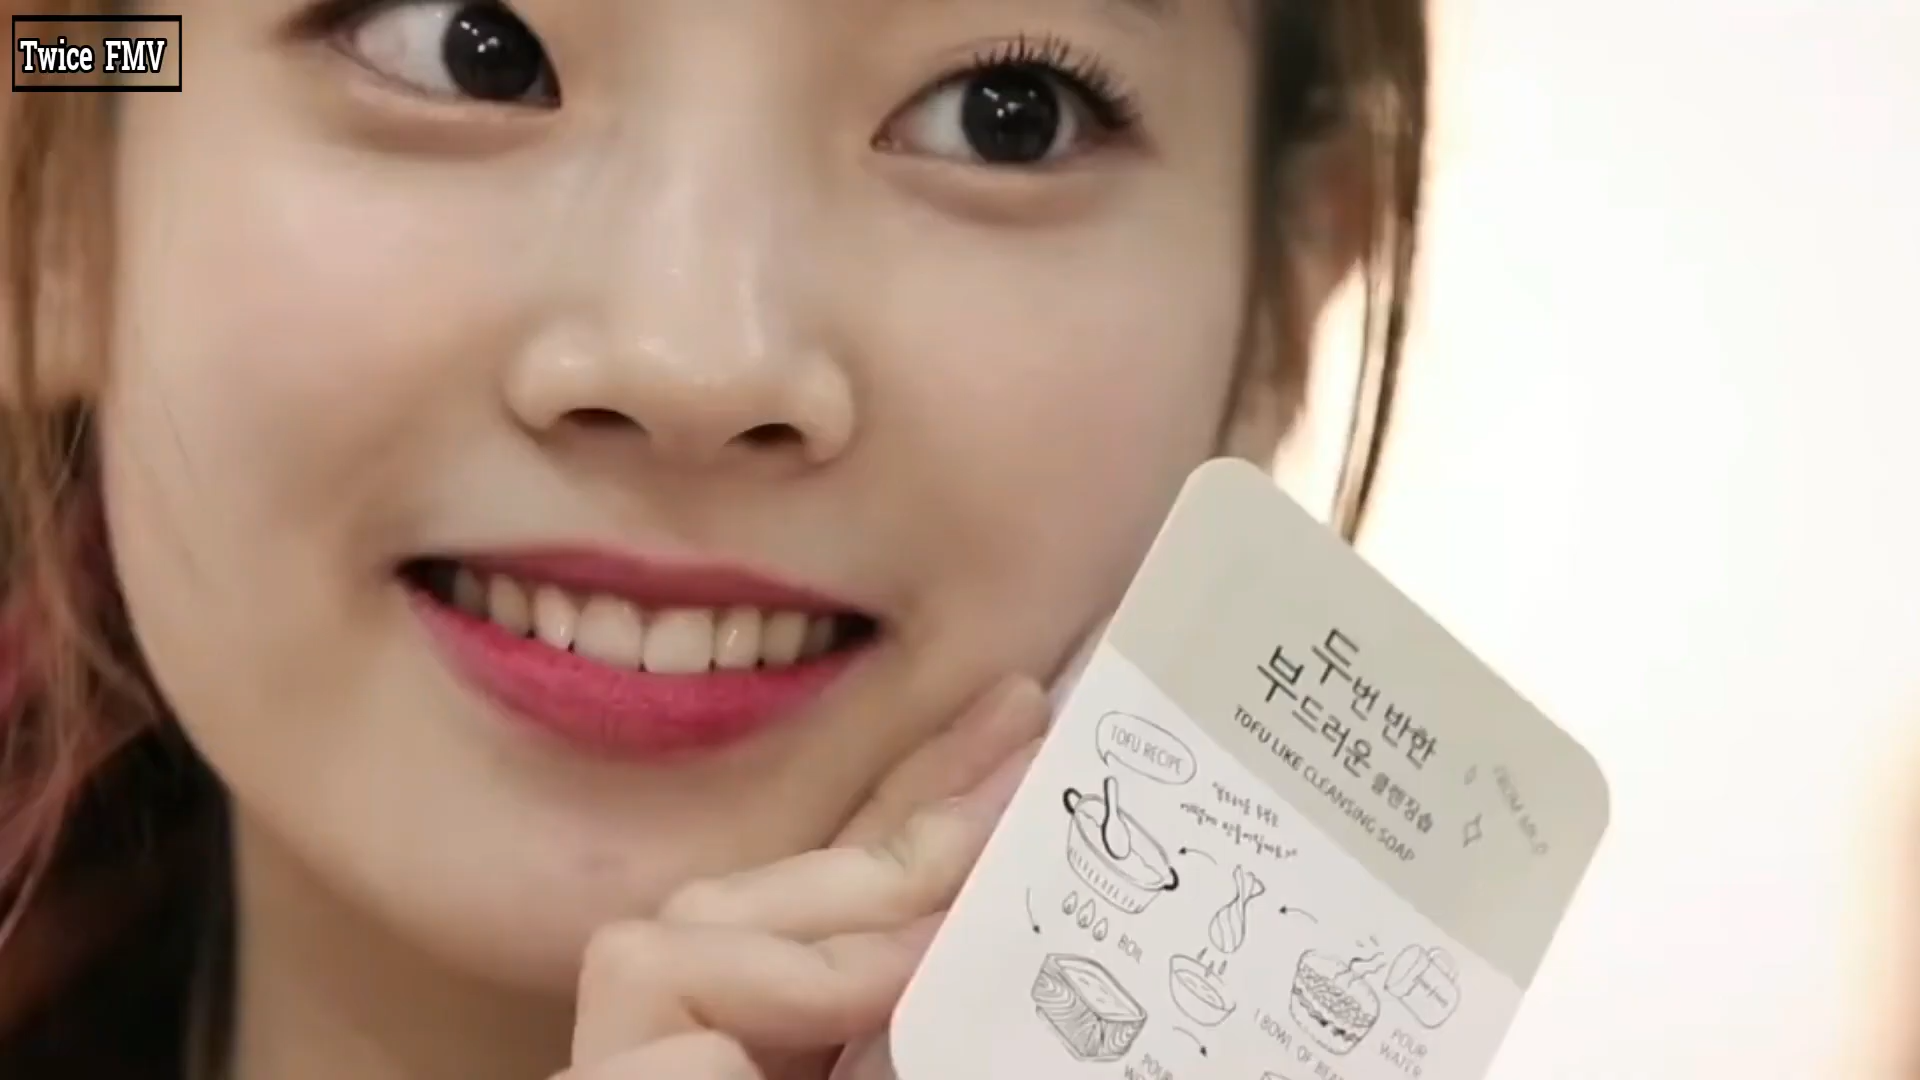 Twice FMV
두번 반한
부드러운 클렌징솝
TOFU LIKE CLEANSING SOAP
TOFU RECIPE
BOIL
POUR
WATER
1 BOWL OF
POUR